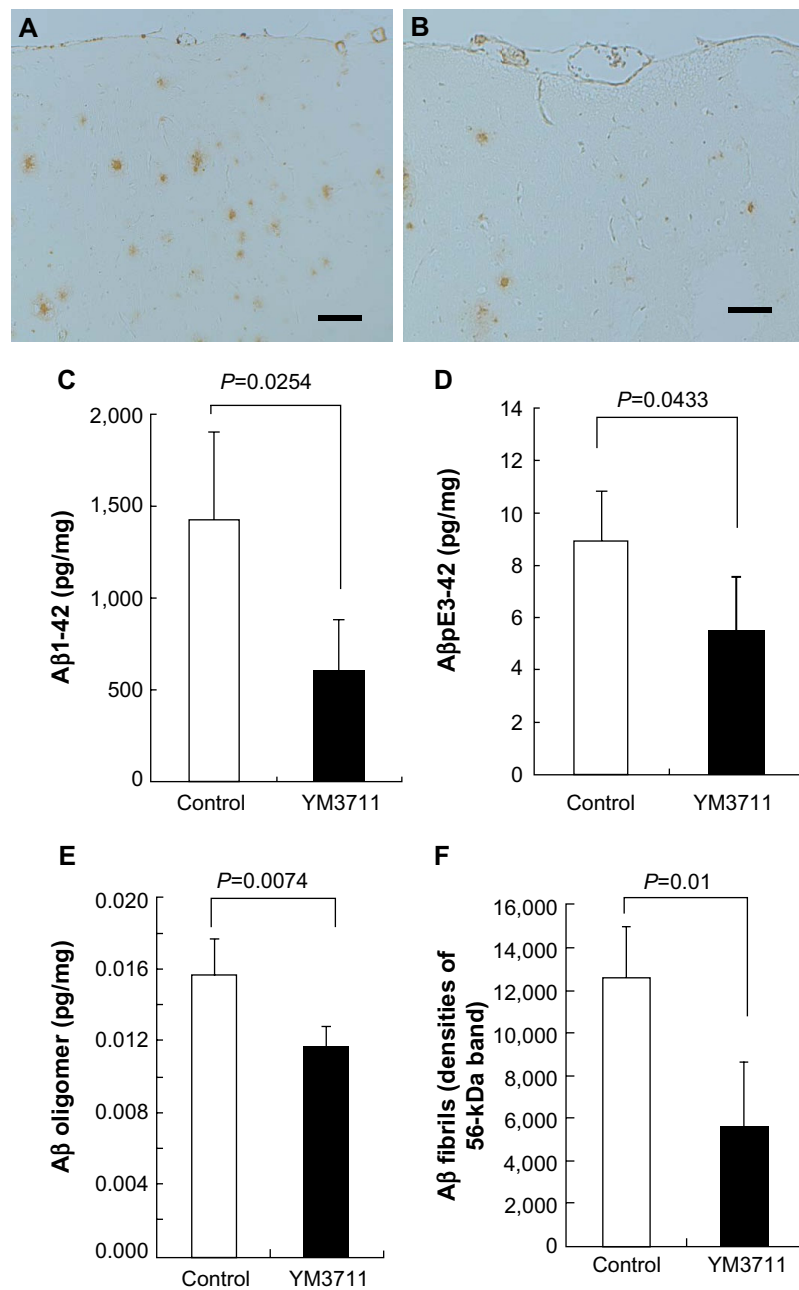 A
B
C
P=0.0254
Aβ1-42 (pg/mg)
2,000
1,500
1,000
500
0
Control YM3711
D
P=0.0433
AβpE3-42 (pg/mg)
14
12
10
8
6
4
2
0
Control YM3711
E
P=0.0074
Aβ oligomer (pg/mg)
0.020
0.016
0.012
0.008
0.004
0.000
Control YM3711
F
P=0.01
Aβ fibrils (densities of
56-kDa band)
16,000
14,000
12,000
10,000
8,000
6,000
4,000
2,000
0
Control YM3711